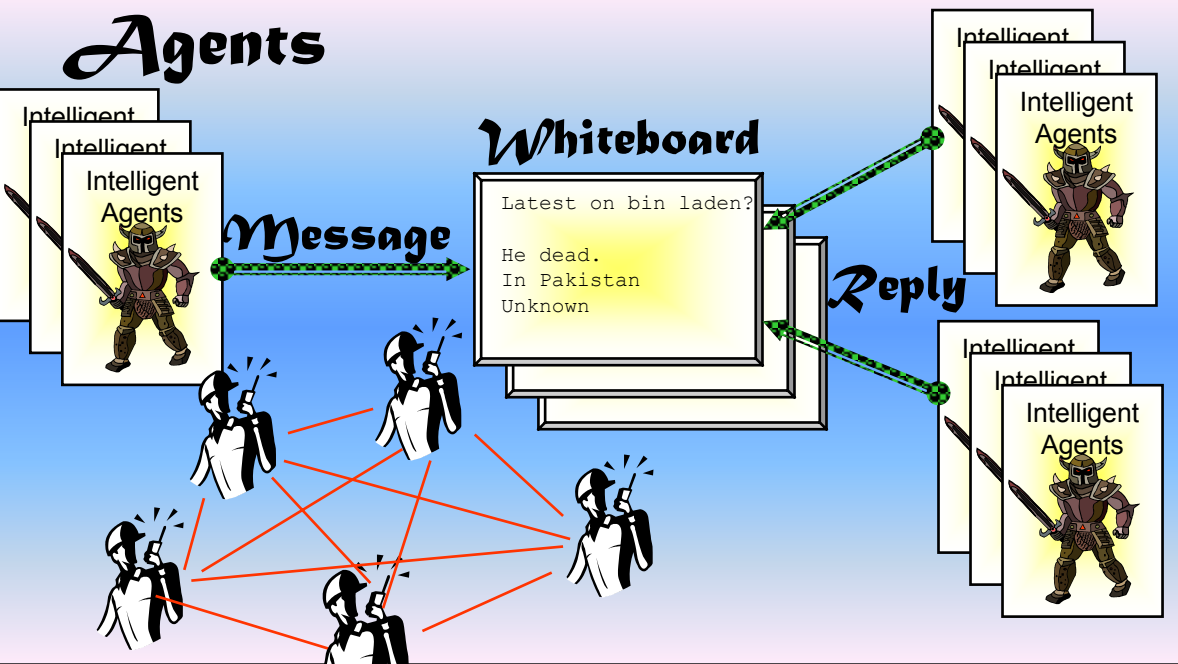 Agents
Intelligent
Intelligent
Intelligent
Agents
Message
Whiteboard
Latest on bin laden?
He dead.
In Pakistan
Unknown
Reply
Intelligent
Intelligent
Intelligent
Agents
Intelligent
Intelligent
Intelligent
Agents